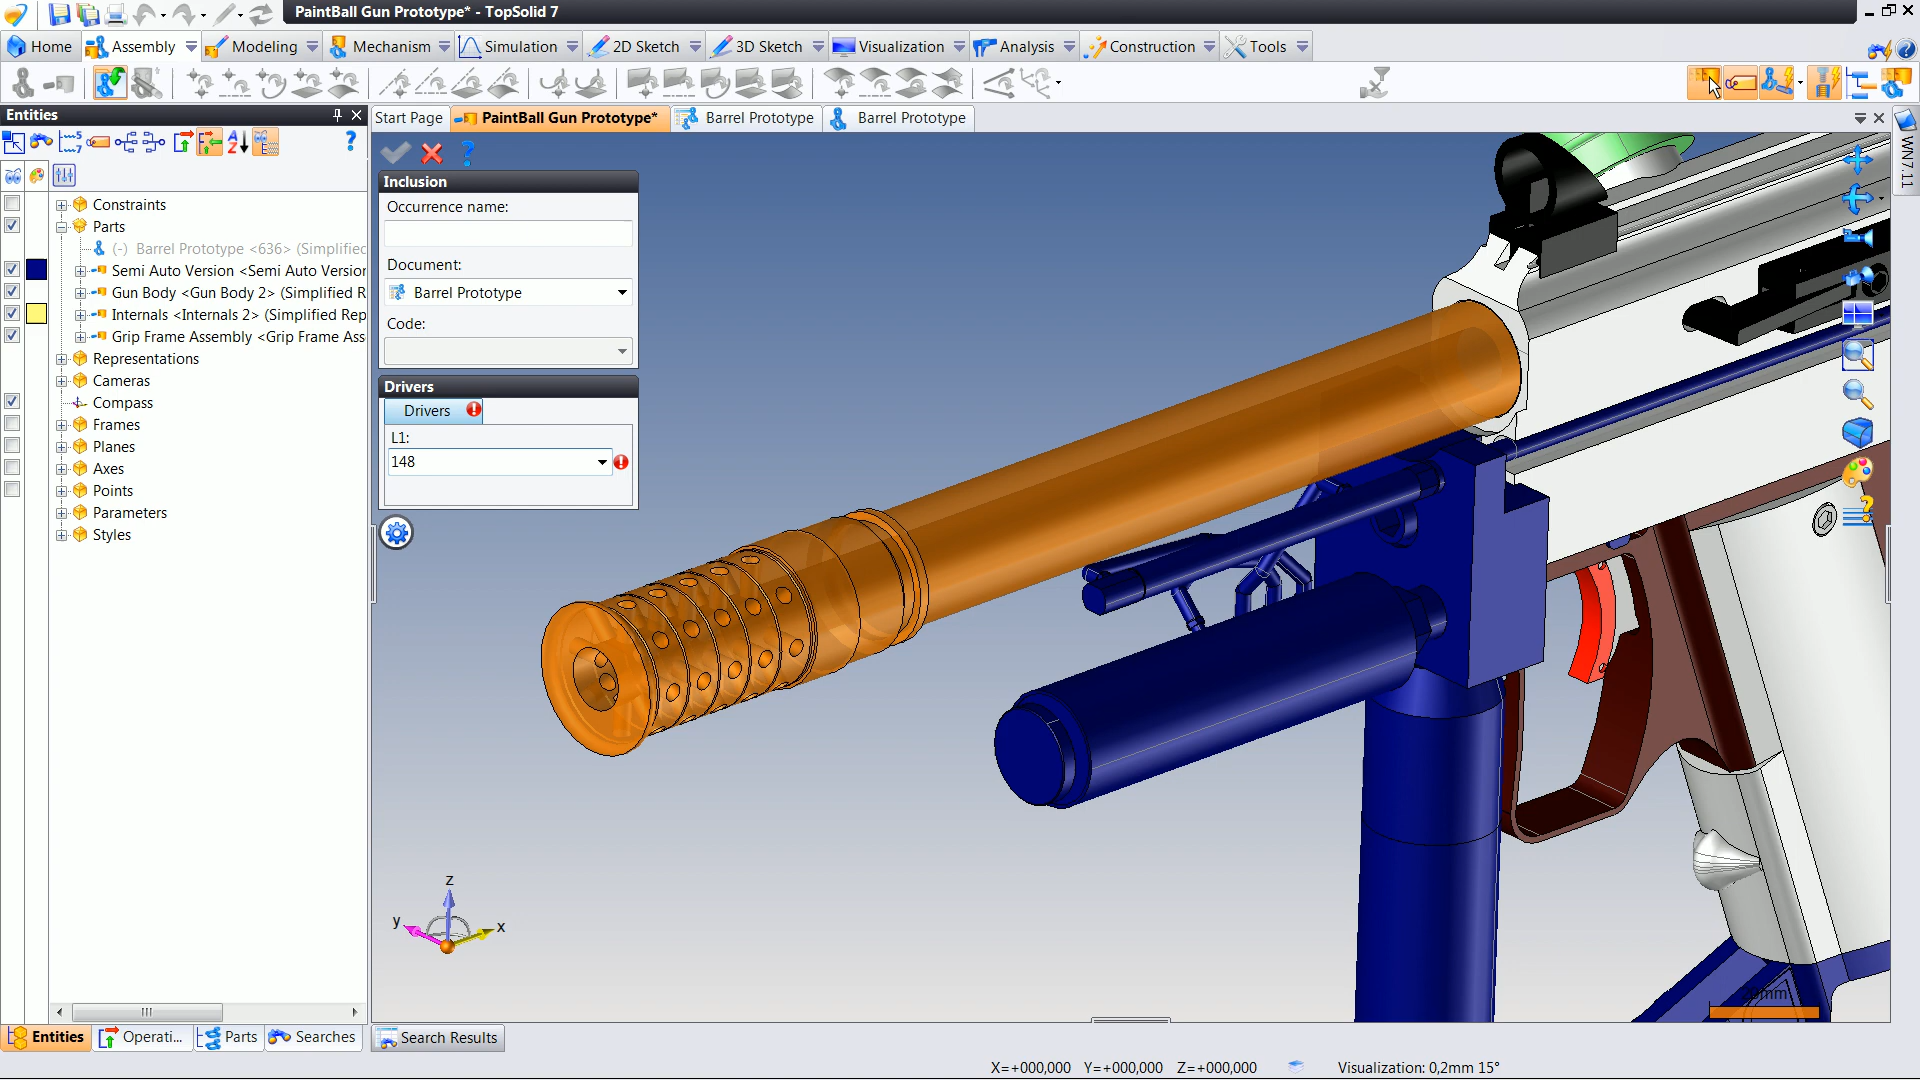 PaintBall Gun Prototype* - TopSolid 7
Home
Assembly
Modeling
Mechanism
Simulation
2D Sketch
3D Sketch
Visualization
Analysis
Construction
Tools
Entities
Start Page
PaintBall Gun Prototype*
Barrel Prototype
Barrel Prototype
WN7.11
Inclusion
Occurrence name:
Document:
Barrel Prototype
Code:
Drivers
Drivers
L1:
148
Constraints
Parts
(-) Barrel Prototype <636> (Simplified
Semi Auto Version <Semi Auto Version
Gun Body <Gun Body 2> (Simplified R
Internals <Internals 2> (Simplified Rep
Grip Frame Assembly <Grip Frame Ass
Representations
Cameras
Compass
Frames
Planes
Axes
Points
Parameters
Styles
z
y
x
Entities
Operati...
Parts
Searches
Search Results
X=+000,000 Y=+000,000 Z=+000,000
Visualization: 0,2mm 15°